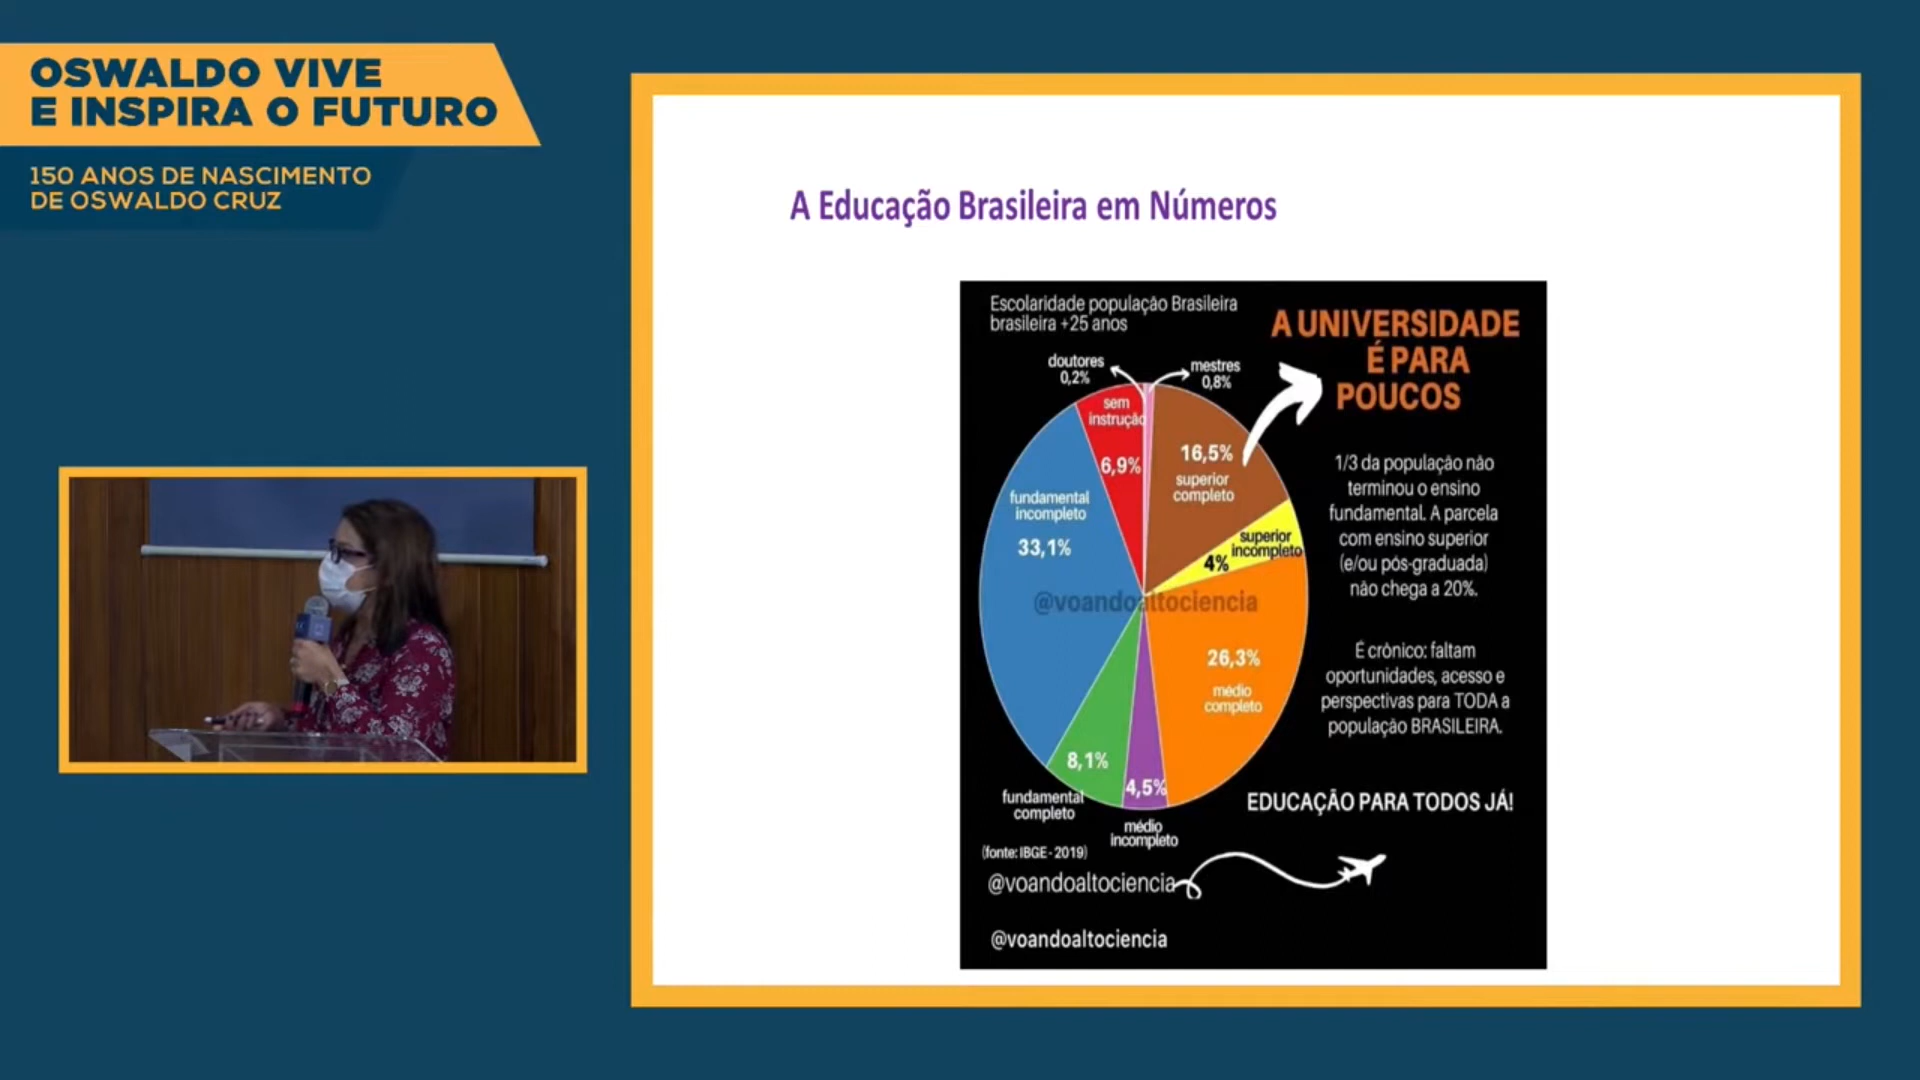 OSWALDO VIVE
E INSPIRA O FUTURO
150 ANOS DE NASCIMENTO
DE OSWALDO CRUZ
A Educação Brasileira em Números
Escolaridade população Brasileira
brasileira +25 anos
A UNIVERSIDADE
É PARA
POUCOS
doutores
0,2%
mestres
0,8%
sem
instrução
6,9%
16,5%
superior
completo
fundamental
incompleto
33,1%
superior
incompleto
4%
@voandoaltociencia
26,3%
médio
completo
8,1%
fundamental
completo
4,5%
médio
incompleto
1/3 da população não
terminou o ensino
fundamental. A parcela
com ensino superior
(e/ou pós-graduada)
não chega a 20%.
É crônico: faltam
oportunidades, acesso e
perspectivas para TODA a
população BRASILEIRA.
EDUCAÇÃO PARA TODOS JÁ!
(fonte: IBGE - 2019)
@voandoaltociencia
@voandoaltociencia